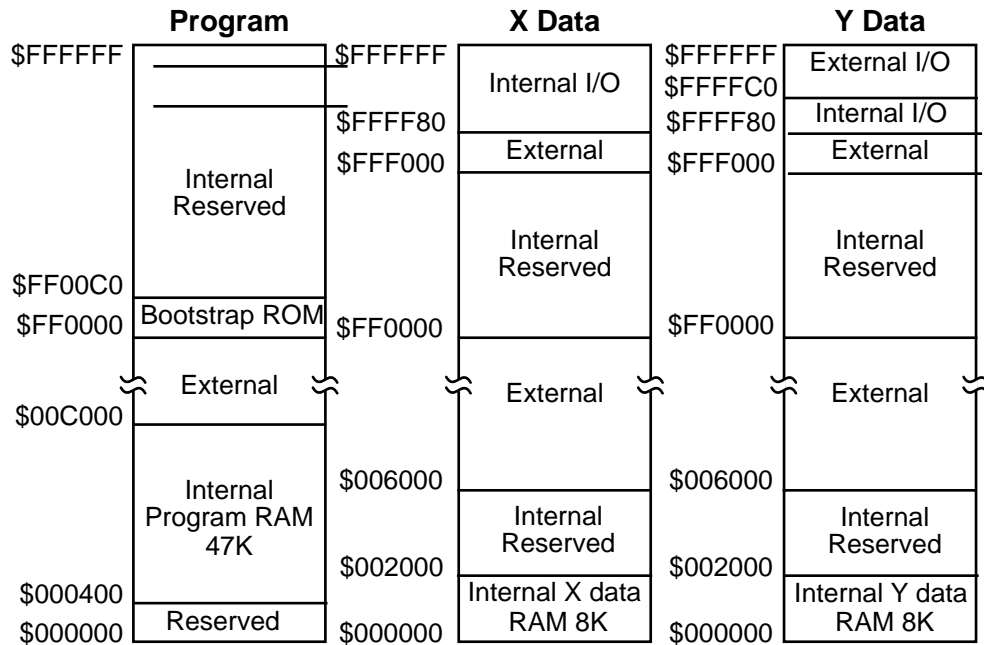 Program
$FFFFFF
Internal
Reserved
$FF00C0
Bootstrap ROM
$FF0000
External
$00C000
Internal
Program RAM
47K
$000400
Reserved
$000000
X Data
$FFFFFF
Internal I/O
$FFFF80
External
$FFF000
Internal
Reserved
$FF0000
External
$006000
Internal
Reserved
$002000
Internal X data
RAM 8K
$000000
Y Data
$FFFFFF
External I/O
$FFFFC0
Internal I/O
$FFFF80
External
$FFF000
Internal
Reserved
$FF0000
External
$006000
Internal
Reserved
$002000
Internal Y data
RAM 8K
$000000